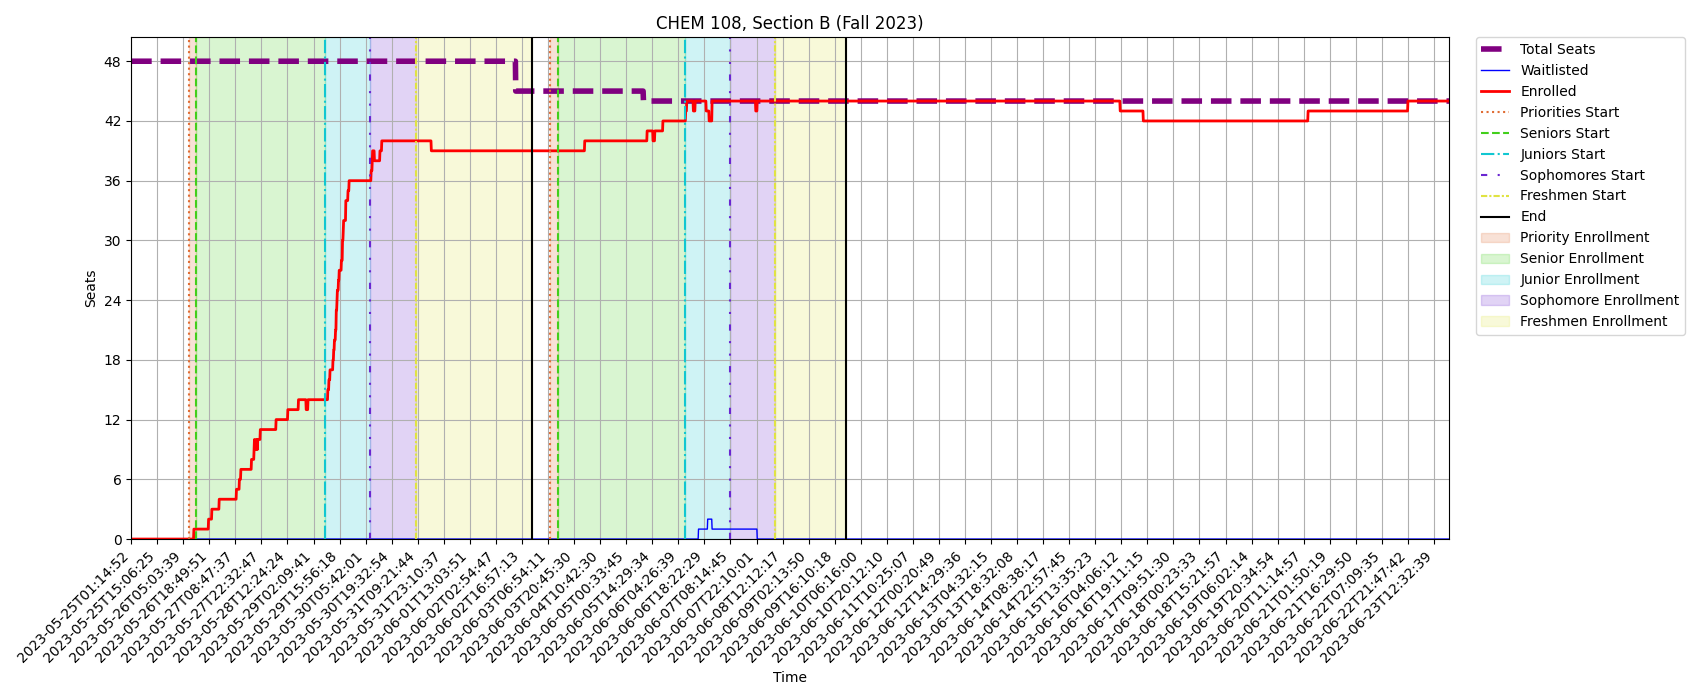 CHEM 108, Section B (Fall 2023)
Seats
48
42
36
30
24
18
12
6
0
2023-05-25T01:14:52
2023-05-25T15:06:25
2023-05-26T05:03:39
2023-05-26T18:49:51
2023-05-27T08:47:37
2023-05-27T22:32:47
2023-05-28T12:24:24
2023-05-29T02:09:41
2023-05-29T15:56:18
2023-05-30T05:42:01
2023-05-30T19:32:54
2023-05-31T09:21:44
2023-05-31T23:10:37
2023-06-01T13:03:51
2023-06-02T02:54:47
2023-06-02T16:57:13
2023-06-03T06:54:11
2023-06-03T20:45:30
2023-06-04T10:42:30
2023-06-05T00:33:45
2023-06-05T14:29:34
2023-06-06T04:26:39
2023-06-06T18:22:29
2023-06-07T08:14:45
2023-06-07T22:10:01
2023-06-08T12:12:17
2023-06-09T02:13:50
2023-06-09T16:10:18
2023-06-10T06:16:00
2023-06-10T20:12:10
2023-06-11T10:25:07
2023-06-12T00:20:49
2023-06-12T14:29:36
2023-06-13T04:32:15
2023-06-13T18:32:08
2023-06-14T08:38:17
2023-06-14T22:57:45
2023-06-15T13:35:23
2023-06-16T04:06:12
2023-06-16T19:11:15
2023-06-17T09:51:30
2023-06-18T00:23:33
2023-06-18T15:21:57
2023-06-19T06:02:14
2023-06-19T20:34:54
2023-06-20T11:14:57
2023-06-21T01:50:19
2023-06-21T16:29:50
2023-06-22T07:09:35
2023-06-22T21:47:42
2023-06-23T12:32:39
Time
Total Seats
Waitlisted
Enrolled
Priorities Start
Seniors Start
Juniors Start
Sophomores Start
Freshmen Start
End
Priority Enrollment
Senior Enrollment
Junior Enrollment
Sophomore Enrollment
Freshmen Enrollment